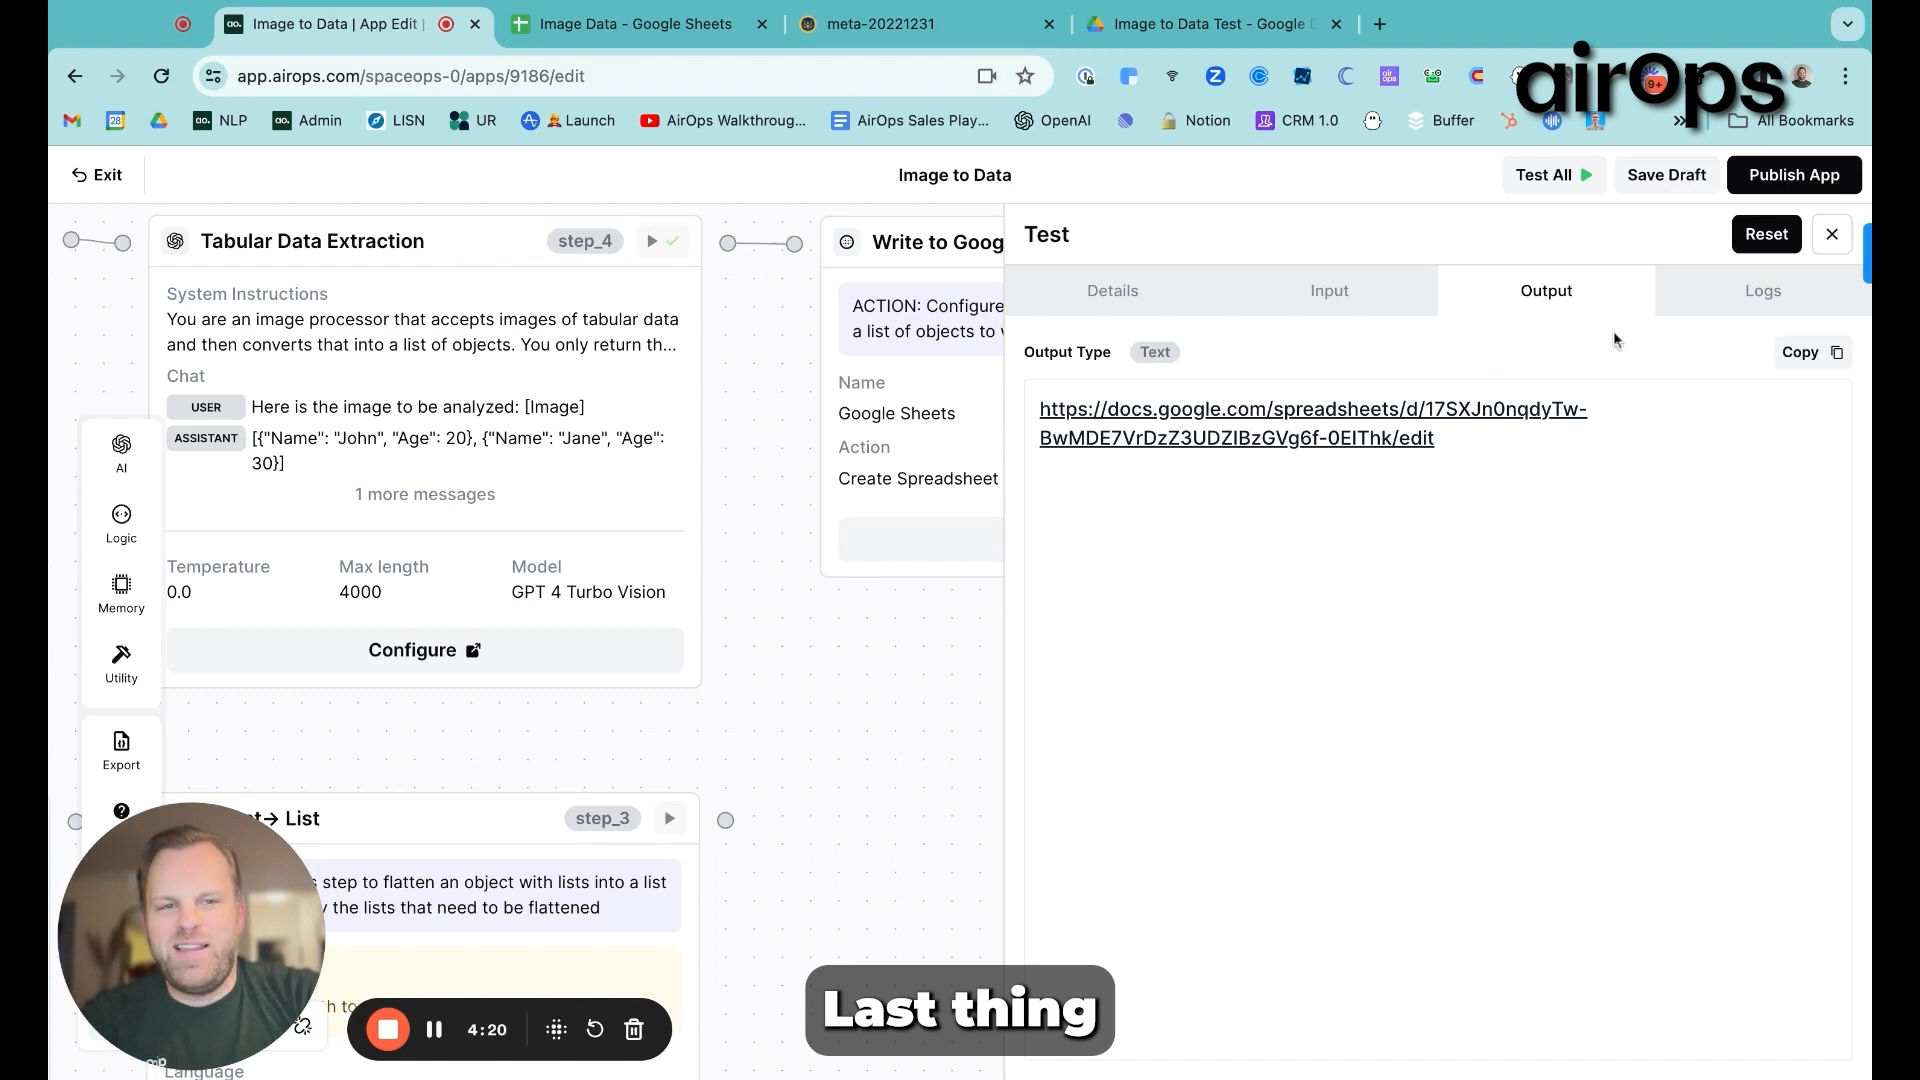 Image to Data | App Edit |
Image Data - Google Sheets
meta-20221231
Image to Data Test - Google D
app.airops.com/spaceops-0/apps/9186/edit
9+
airOps
28
ao.
NLP
ao.
Admin
LISN
UR
Launch
AirOps Walkthroug...
AirOps Sales Play...
OpenAI
Notion
CRM 1.0
Buffer
»
All Bookmarks
Exit
Image to Data
Test All
Save Draft
Publish App
Tabular Data Extraction
step_4
System Instructions
You are an image processor that accepts images of tabular data
and then converts that into a list of objects. You only return th...
Chat
USER
Here is the image to be analyzed: [Image]
ASSISTANT
[{"Name": "John", "Age": 20}, {"Name": "Jane", "Age":
30}]
1 more messages
Temperature
Max length
Model
0.0
4000
GPT 4 Turbo Vision
Configure
AI
Logic
Memory
Utility
Export
Write to Goog
ACTION: Configure
a list of objects to
Name
Google Sheets
Action
Create Spreadsheet
Test
Reset
Details
Input
Output
Logs
Output Type
Text
Copy
https://docs.google.com/spreadsheets/d/17SXJn0nqdyTw-
BwMDE7VrDzZ3UDZIBzGVg6f-0EIThk/edit
→ List
step_3
step to flatten an object with lists into a list
the lists that need to be flattened
4:20
Language
Last thing